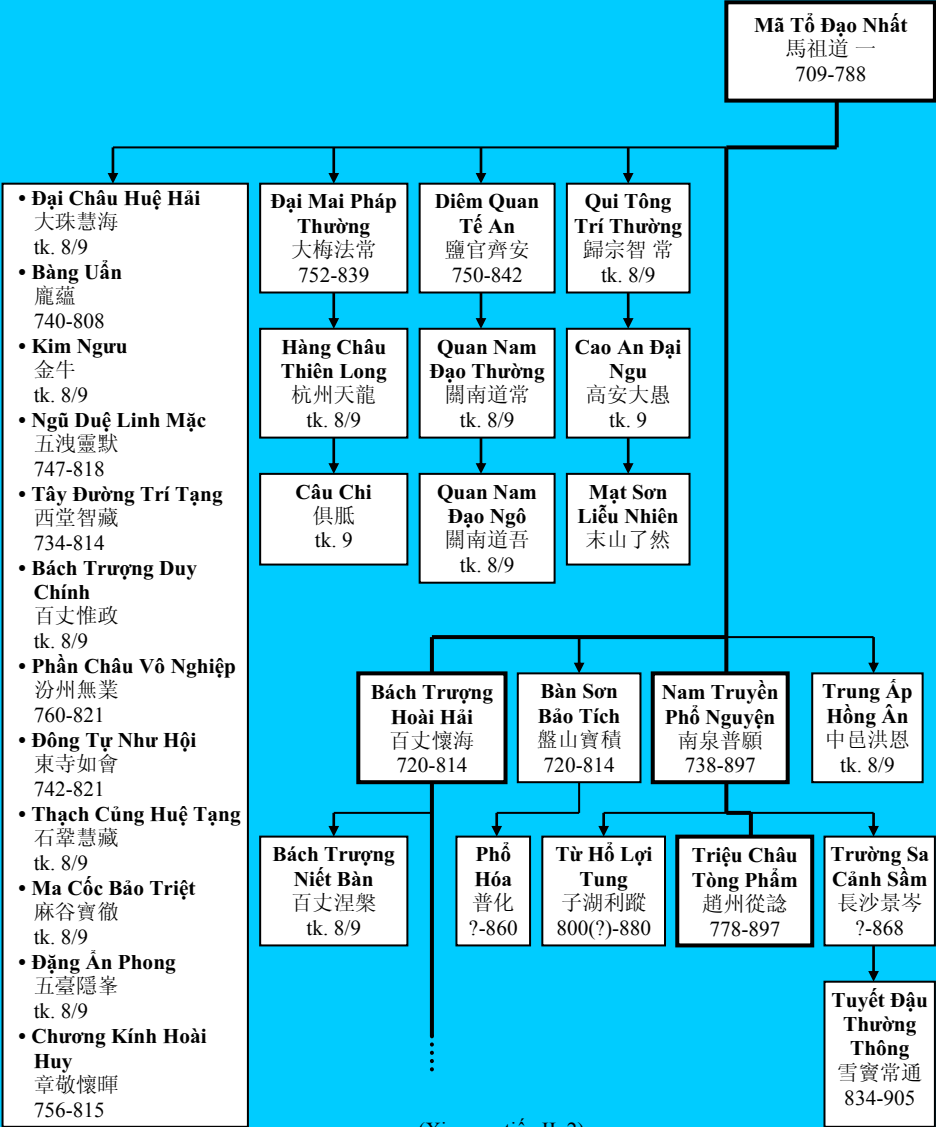 Mã Tổ Đạo Nhất
馬祖道 一
709-788
• Đại Châu Huệ Hải
大珠慧海
tk. 8/9
• Bàng Uẩn
龐蘊
740-808
• Kim Ngưu
金牛
tk. 8/9
• Ngũ Duệ Linh Mặc
五洩靈默
747-818
• Tây Đường Trí Tạng
西堂智藏
734-814
• Bách Trượng Duy
Chính
百丈惟政
tk. 8/9
• Phần Châu Vô Nghiệp
汾州無業
760-821
• Đông Tự Như Hội
東寺如會
742-821
• Thạch Củng Huệ Tạng
石鞏慧藏
tk. 8/9
• Ma Cốc Bảo Triệt
麻谷寶徹
tk. 8/9
• Đặng Ẩn Phong
五臺隱峯
tk. 8/9
• Chương Kính Hoài
Huy
章敬懷暉
756-815
Đại Mai Pháp
Thường
大梅法常
752-839
Diêm Quan
Tế An
鹽官齊安
750-842
Qui Tông
Trí Thường
歸宗智 常
tk. 8/9
Hàng Châu
Thiên Long
杭州天龍
tk. 8/9
Quan Nam
Đạo Thường
關南道常
tk. 8/9
Cao An Đại
Ngu
高安大愚
tk. 9
Câu Chi
俱胝
tk. 9
Quan Nam
Đạo Ngô
關南道吾
tk. 8/9
Mạt Sơn
Liễu Nhiên
末山了然
Bách Trượng
Hoài Hải
百丈懷海
720-814
Bàn Sơn
Bảo Tích
盤山寶積
720-814
Nam Truyền
Phổ Nguyện
南泉普願
738-897
Trung Ấp
Hồng Ân
中邑洪恩
tk. 8/9
Bách Trượng
Niết Bàn
百丈涅槃
tk. 8/9
Phổ
Hóa
普化
?-860
Từ Hổ Lợi
Tung
子湖利蹤
800(?)-880
Triệu Châu
Tòng Phẩm
趙州從諗
778-897
Trường Sa
Cảnh Sầm
長沙景岑
?-868
Tuyết Đậu
Thường
Thông
雪竇常通
834-905